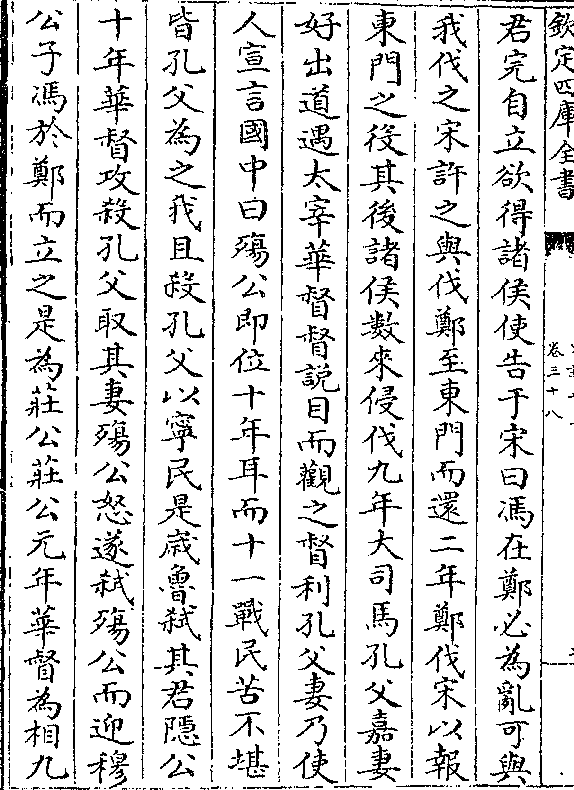 欽定四庫全書
卷三十八
君完自立欲得諸侯使告于宋曰馮在鄭必為亂可與
我伐之宋許之與伐鄭至東門而還二年鄭伐宋以報
東門之役其後諸侯數來侵伐九年大司馬孔父嘉妻
好出道遇太宰華督督説目而觀之督利孔父妻乃使
人宣言國中曰殤公即位十年耳而十一戰民苦不堪
皆孔父為之我且殺孔父以寧民是歳魯弑其君隱公
十年華督攻殺孔父取其妻殤公怒遂弑殤公而迎穆
公子馮於鄭而立之是為莊公莊公元年華督為相九